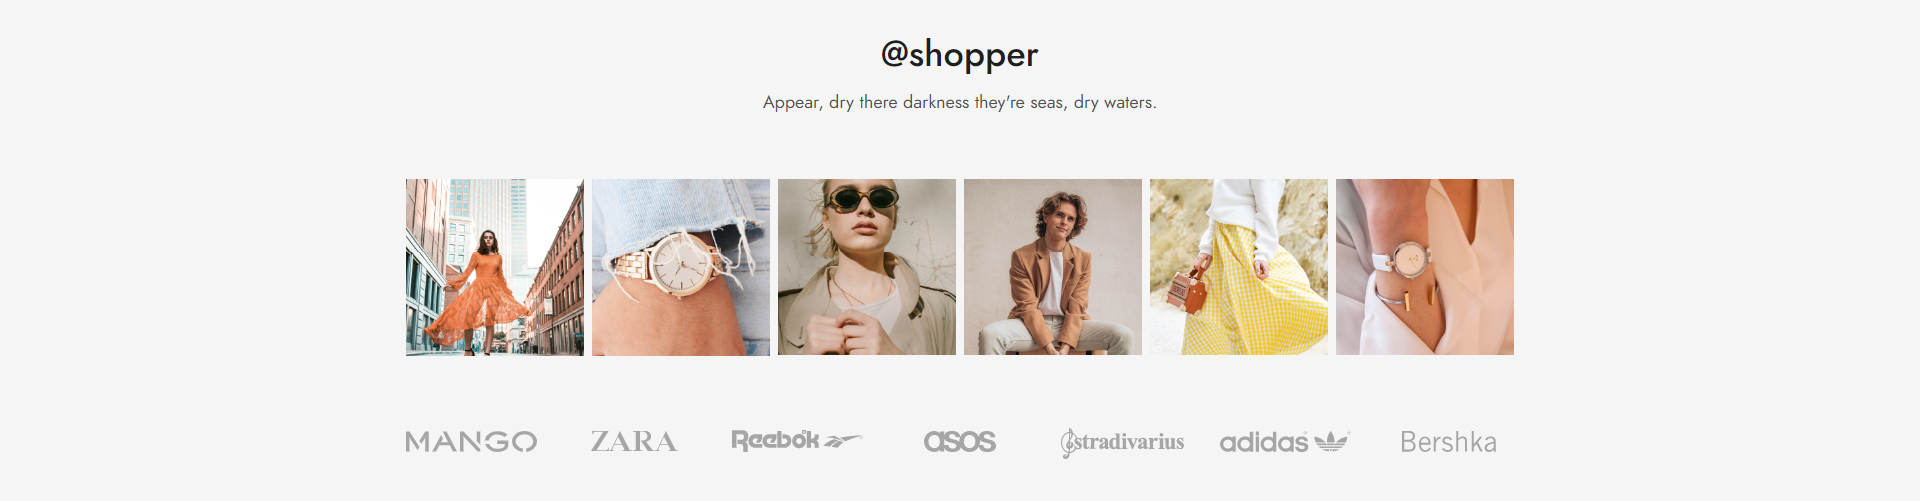 @shopper
Appear, dry there darkness they're seas, dry waters.
MANGO ZARA Reebok asos stradivarius adidas Bershka